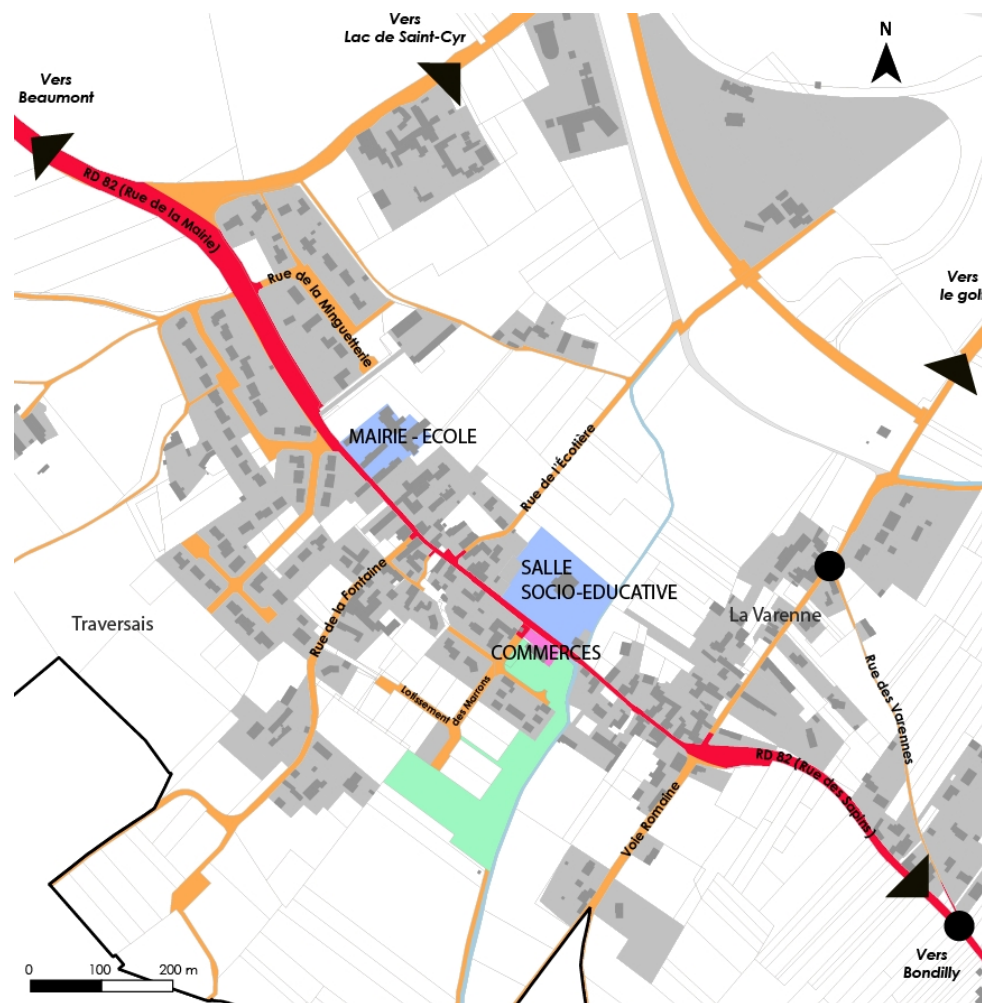 Vers
Lac de Saint-Cyr
N
Vers
Beaumont
RD 82 (Rue de la Mairie)
Vers
le golf
Rue de la Minguetterie
MAIRIE - ECOLE
Rue de l'Écotière
SALLE
SOCIO-EDUCATIVE
Rue de la Fontaine
La Varenne
Traversais
COMMERCES
Rue des Varennes
Lotissement
des Marrons
RD 82 (Rue des Sapins)
Voie Romaine
Vers
Bondilly
0 100 200 m